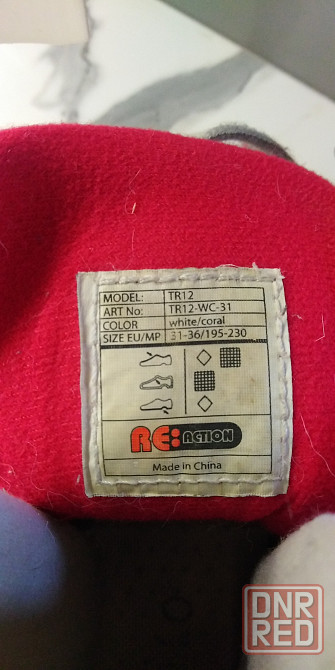 MODEL: TR12
ART No: TR12-WC-31
COLOR white/coral
SIZE EU/MP 31-36/195-230
RE:ACTION
Made in China
DNR
RED